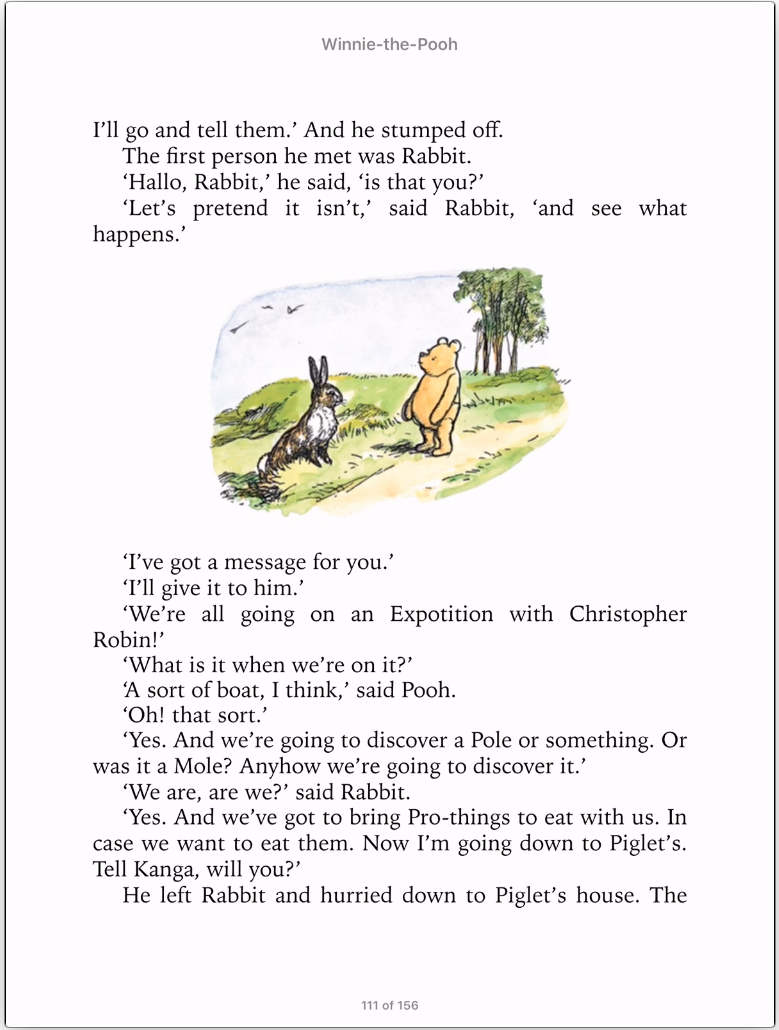 Winnie-the-Pooh
I’ll go and tell them.’ And he stumped off.
The first person he met was Rabbit.
‘Hallo, Rabbit,’ he said, ‘is that you?’
‘Let’s pretend it isn’t,’ said Rabbit, ‘and see what
happens.’
‘I’ve got a message for you.’
‘I’ll give it to him.’
‘We’re all going on an Expotition with Christopher
Robin!’
‘What is it when we’re on it?’
‘A sort of boat, I think,’ said Pooh.
‘Oh! that sort.’
‘Yes. And we’re going to discover a Pole or something. Or
was it a Mole? Anyhow we’re going to discover it.’
‘We are, are we?’ said Rabbit.
‘Yes. And we’ve got to bring Pro-things to eat with us. In
case we want to eat them. Now I’m going down to Piglet’s.
Tell Kanga, will you?’
He left Rabbit and hurried down to Piglet’s house. The
111 of 156